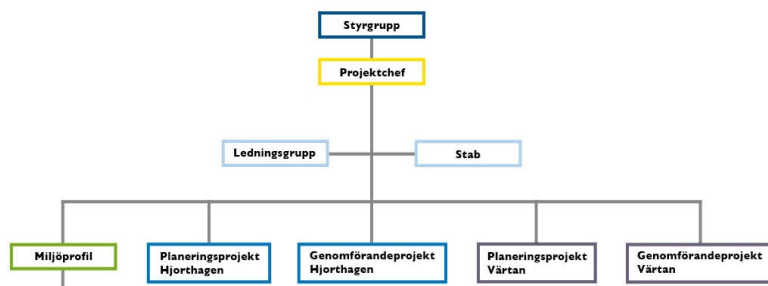 Styrgrupp
Projektchef
Ledningsgrupp
Stab
Miljöprofil
Planeringsprojekt
Hjorthagen
Genomförandeprojekt
Hjorthagen
Planeringsprojekt
Värtan
Genomförandeprojekt
Värtan